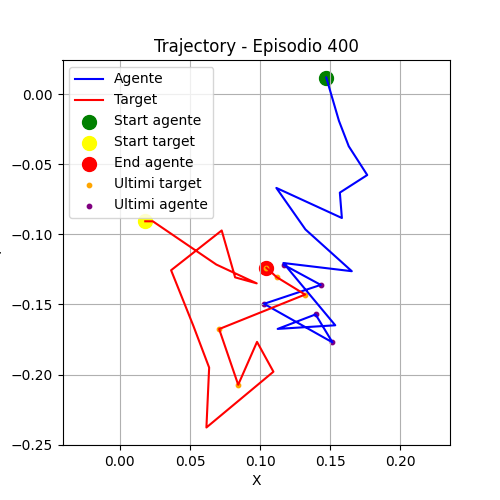 Trajectory - Episodio 400
Agente
Target
Start agente
Start target
End agente
Ultimi target
Ultimi agente
0.00
−0.05
−0.10
−0.15
−0.20
−0.25
0.00 0.05 0.10 0.15 0.20
X